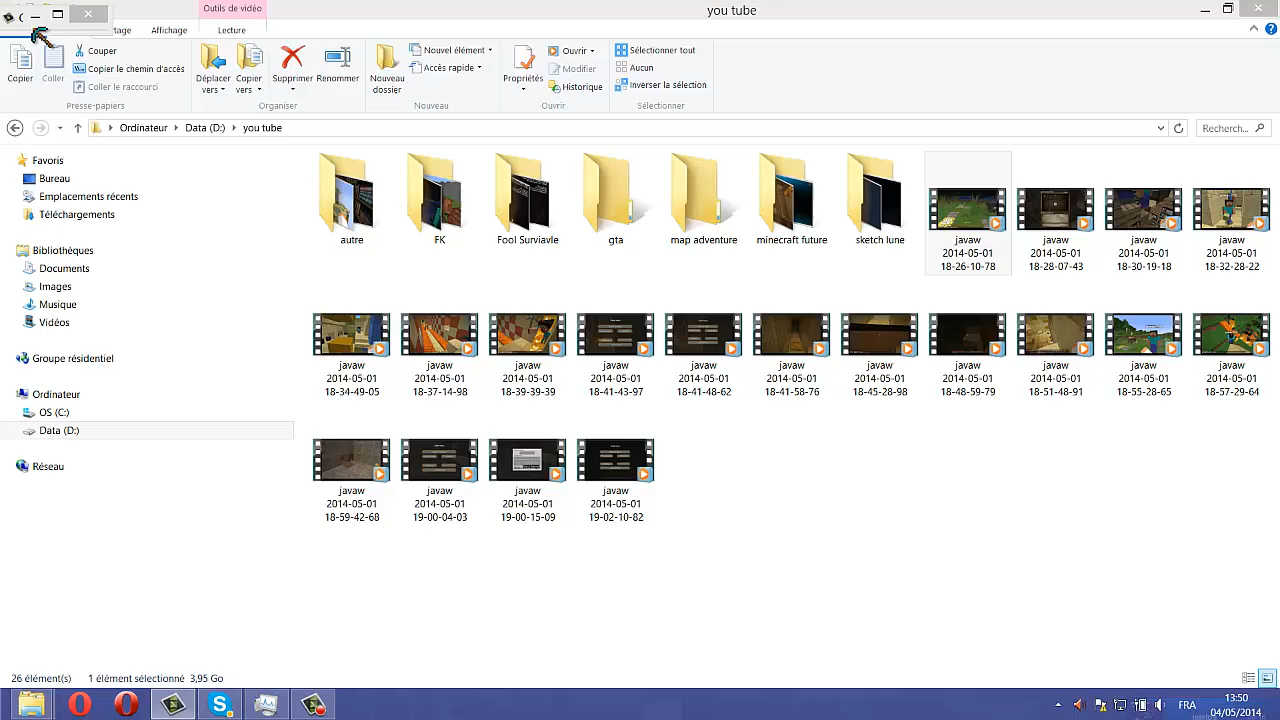 Outils de vidéo
you tube
tage
Affichage
Lecture
Copier
Coller
Couper
Copier le chemin d'accès
Coller le raccourci
Presse-papiers
Déplacer vers
Copier vers
Supprimer
Renommer
Organiser
Nouveau dossier
Nouvel élément
Accès rapide
Nouveau
Propriétés
Ouvrir
Modifier
Historique
Ouvrir
Sélectionner tout
Aucun
Inverser la sélection
Sélectionner
Ordinateur
Data (D:)
you tube
Recherch...
Favoris
Bureau
Emplacements récents
Téléchargements
Bibliothèques
Documents
Images
Musique
Vidéos
Groupe résidentiel
Ordinateur
OS (C:)
Data (D:)
Réseau
autre
FK
Fool Surviavle
gta
map adventure
minecraft future
sketch lune
javaw
2014-05-01
18-26-10-78
javaw
2014-05-01
18-28-07-43
javaw
2014-05-01
18-30-19-18
javaw
2014-05-01
18-32-28-22
javaw
2014-05-01
18-34-49-05
javaw
2014-05-01
18-37-14-98
javaw
2014-05-01
18-39-39-39
javaw
2014-05-01
18-41-43-97
javaw
2014-05-01
18-41-48-62
javaw
2014-05-01
18-41-58-76
javaw
2014-05-01
18-45-28-98
javaw
2014-05-01
18-48-59-79
javaw
2014-05-01
18-51-48-91
javaw
2014-05-01
18-55-28-65
javaw
2014-05-01
18-57-29-64
javaw
2014-05-01
18-59-42-68
javaw
2014-05-01
19-00-04-03
javaw
2014-05-01
19-00-15-09
javaw
2014-05-01
19-02-10-82
26 élément(s)
1 élément sélectionné
3,95 Go
FRA
13:50
04/05/2014